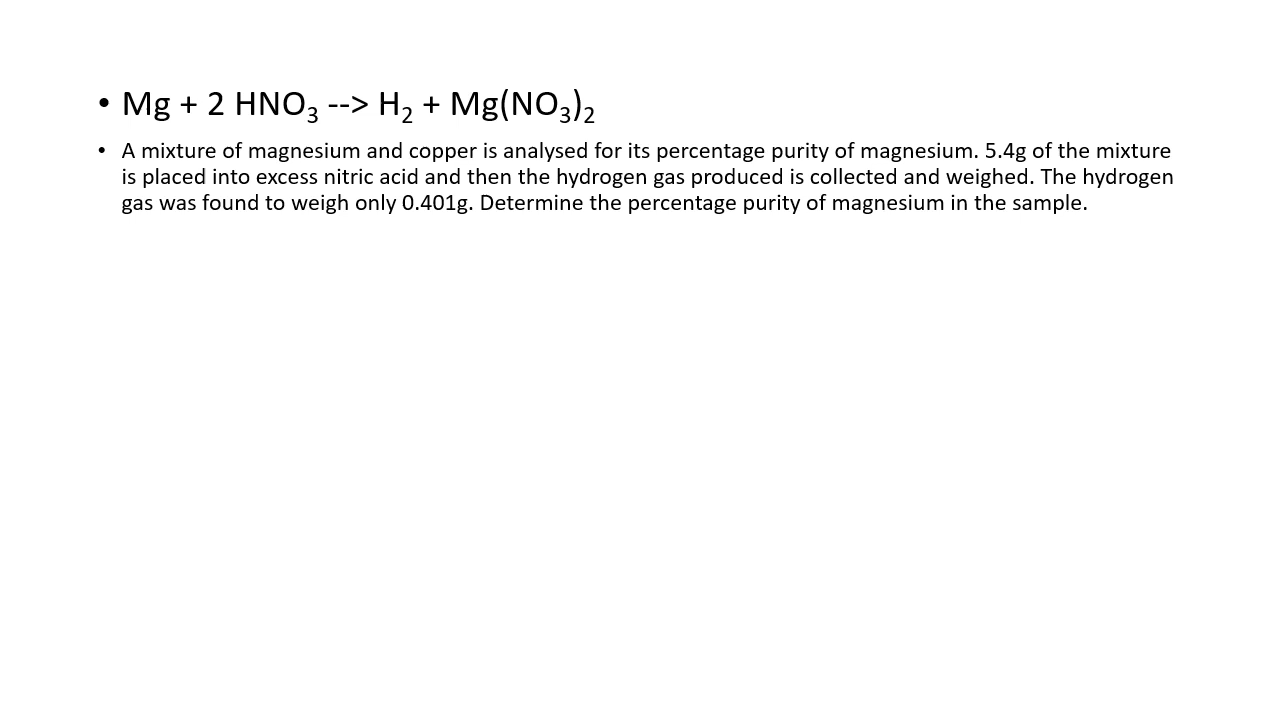 • Mg + 2 HNO₃ --> H₂ + Mg(NO₃)₂
• A mixture of magnesium and copper is analysed for its percentage purity of magnesium. 5.4g of the mixture
is placed into excess nitric acid and then the hydrogen gas produced is collected and weighed. The hydrogen
gas was found to weigh only 0.401g. Determine the percentage purity of magnesium in the sample.